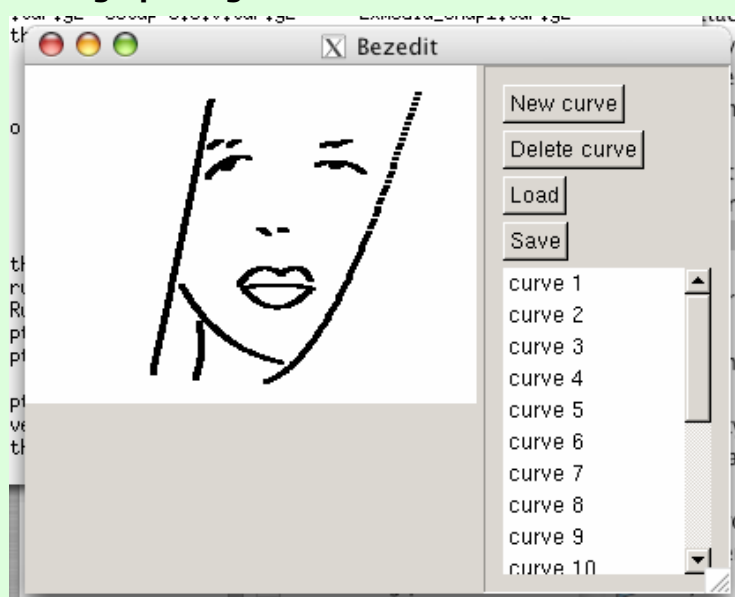 Bezedit
New curve
Delete curve
Load
Save
curve 1
curve 2
curve 3
curve 4
curve 5
curve 6
curve 7
curve 8
curve 9
curve 10